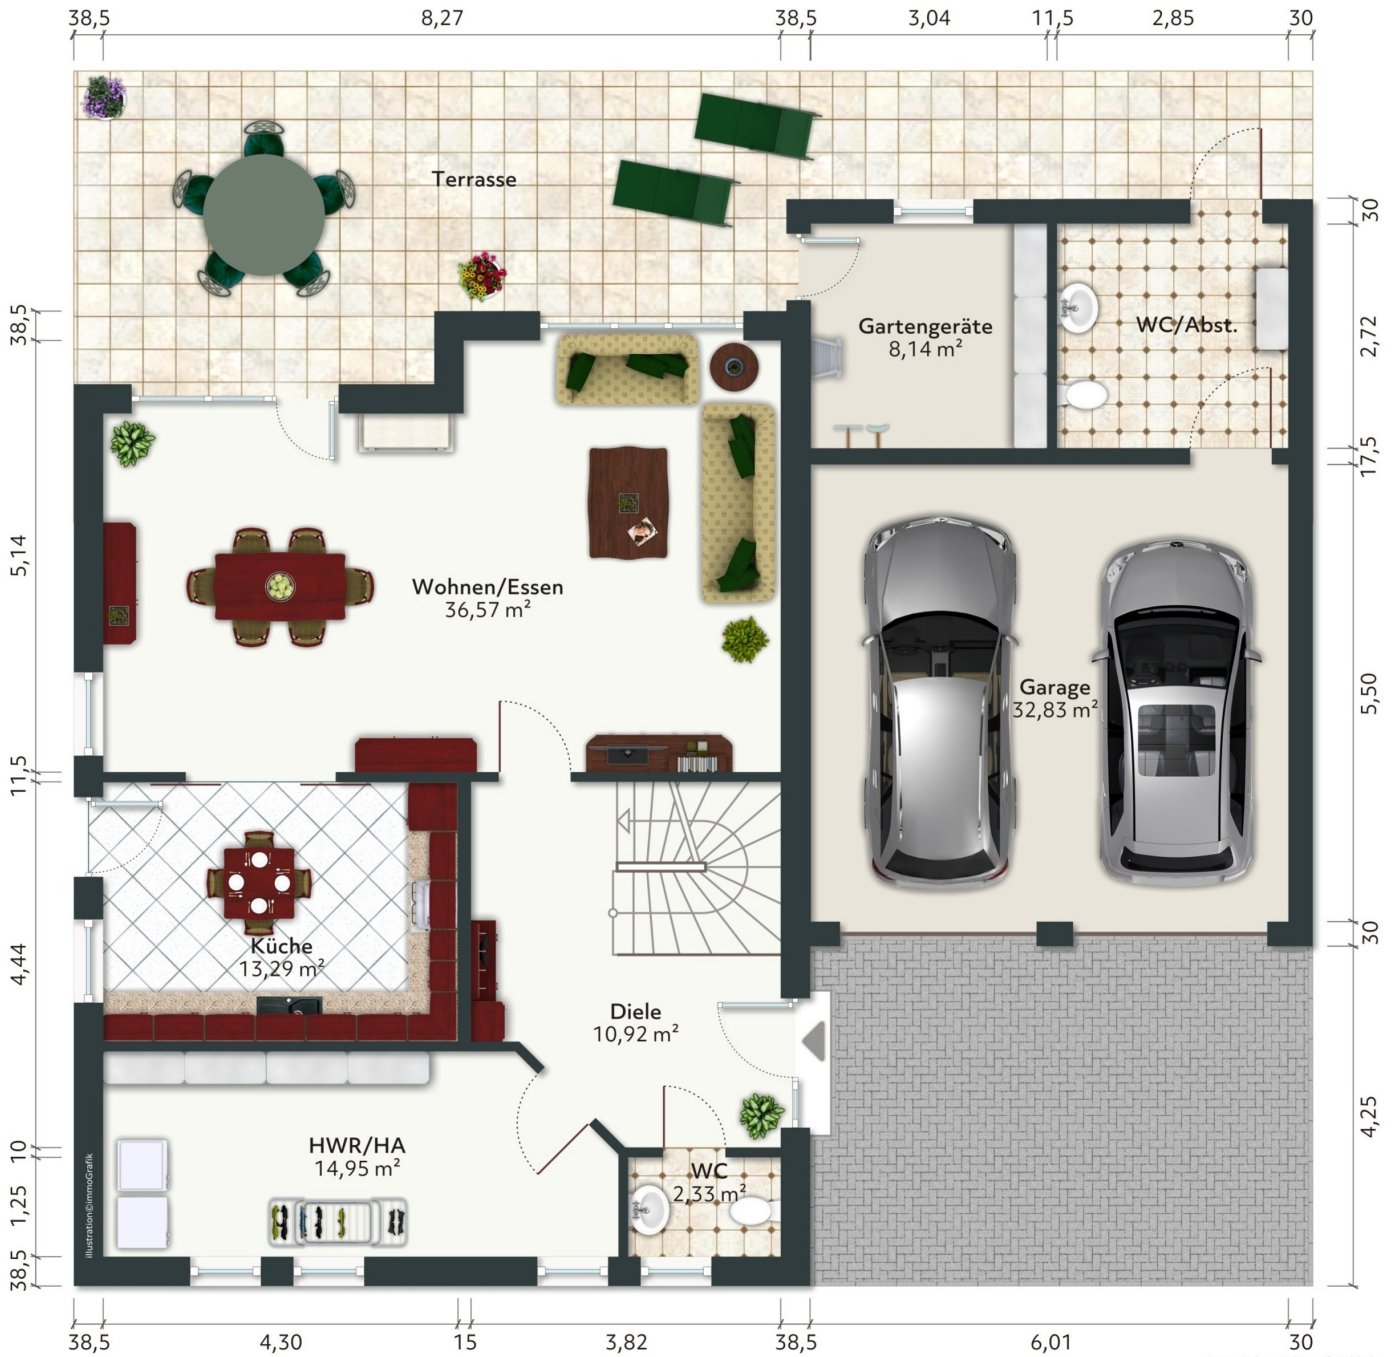 38,5 8,27 38,5 3,04 11,5 2,85 30
Terrasse
30
38,5
Gartengeräte
8,14 m²
WC/Abst.
2,72
17,5
5,14
Wohnen/Essen
36,57 m²
Garage
32,83 m²
5,50
11,5
30
4,44
Küche
13,29 m²
Diele
10,92 m²
4,25
10
HWR/HA
14,95 m²
WC
2,33 m²
1,25
illustration©immoGrafik
38,5
38,5 4,30 15 3,82 38,5 6,01 30